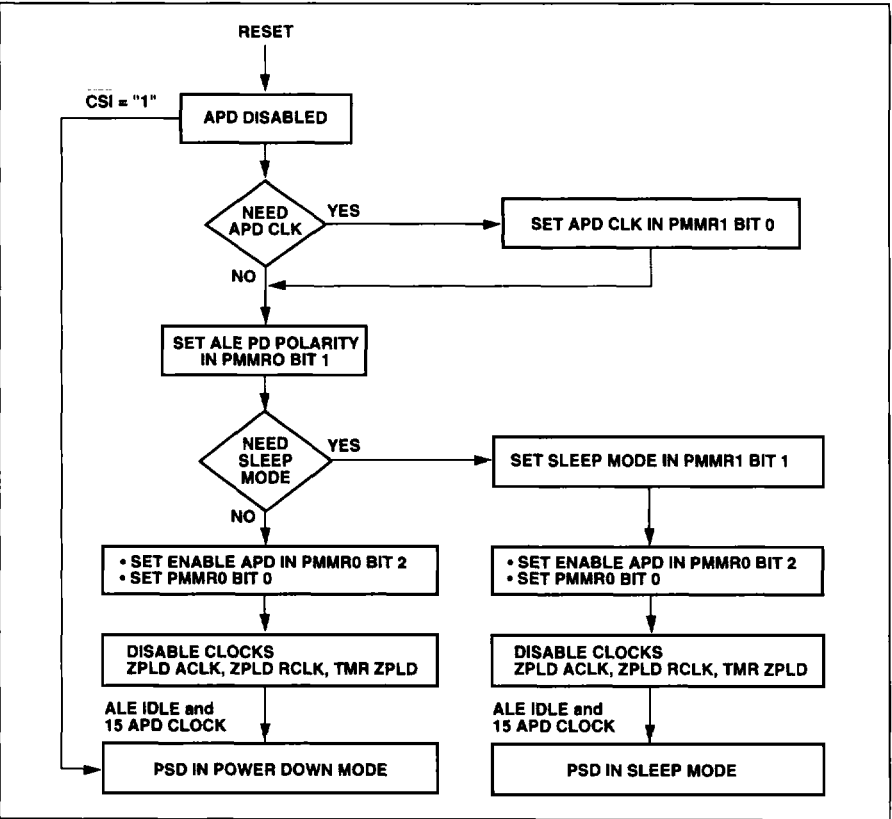 RESET
CSI = "1"
APD DISABLED
NEED
APD CLK
YES
SET APD CLK IN PMMR1 BIT 0
NO
SET ALE PD POLARITY
IN PMMRO BIT 1
NEED
SLEEP
MODE
YES
SET SLEEP MODE IN PMMR1 BIT 1
NO
• SET ENABLE APD IN PMMR0 BIT 2
• SET PMMR0 BIT 0
• SET ENABLE APD IN PMMR0 BIT 2
• SET PMMR0 BIT 0
DISABLE CLOCKS
ZPLD ACLK, ZPLD RCLK, TMR ZPLD
DISABLE CLOCKS
ZPLD ACLK, ZPLD RCLK, TMR ZPLD
ALE IDLE and
15 APD CLOCK
ALE IDLE and
15 APD CLOCK
PSD IN POWER DOWN MODE
PSD IN SLEEP MODE